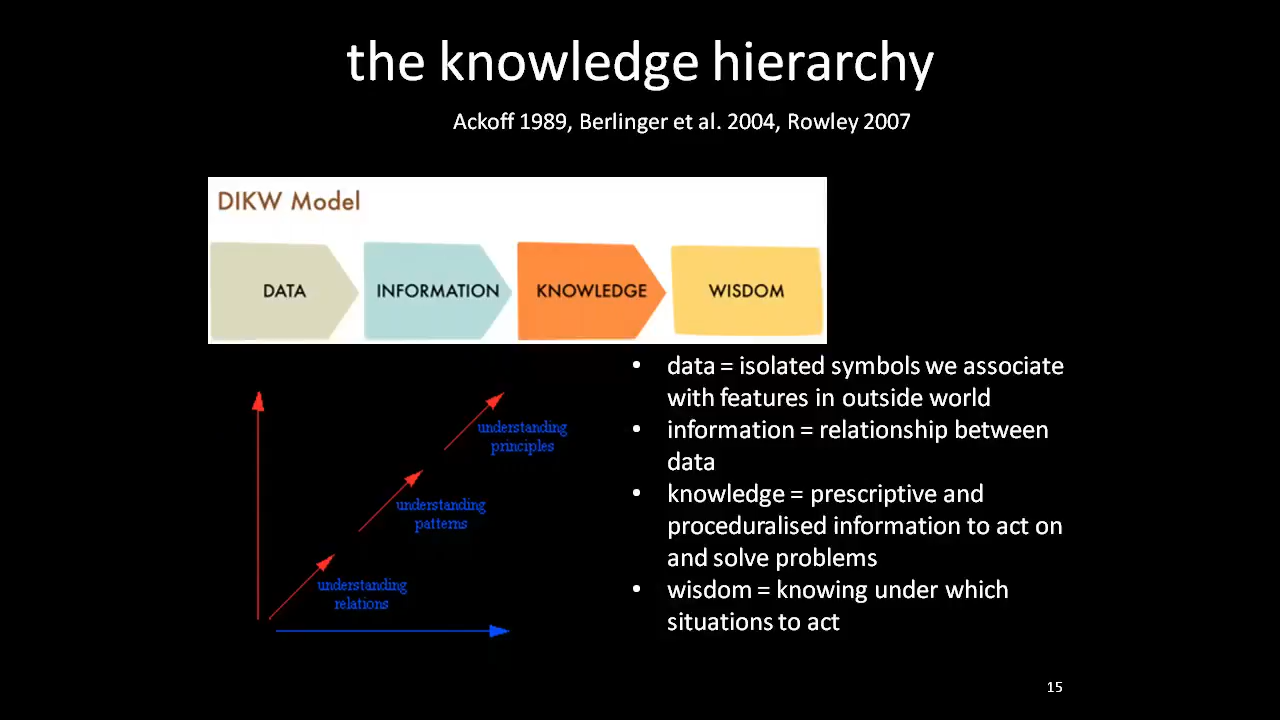 the knowledge hierarchy
Ackoff 1989, Berlinger et al. 2004, Rowley 2007
DIKW Model
DATA
INFORMATION
KNOWLEDGE
WISDOM
understanding
principles
understanding
patterns
understanding
relations
• data = isolated symbols we associate
with features in outside world
• information = relationship between
data
• knowledge = prescriptive and
proceduralised information to act on
and solve problems
• wisdom = knowing under which
situations to act
15